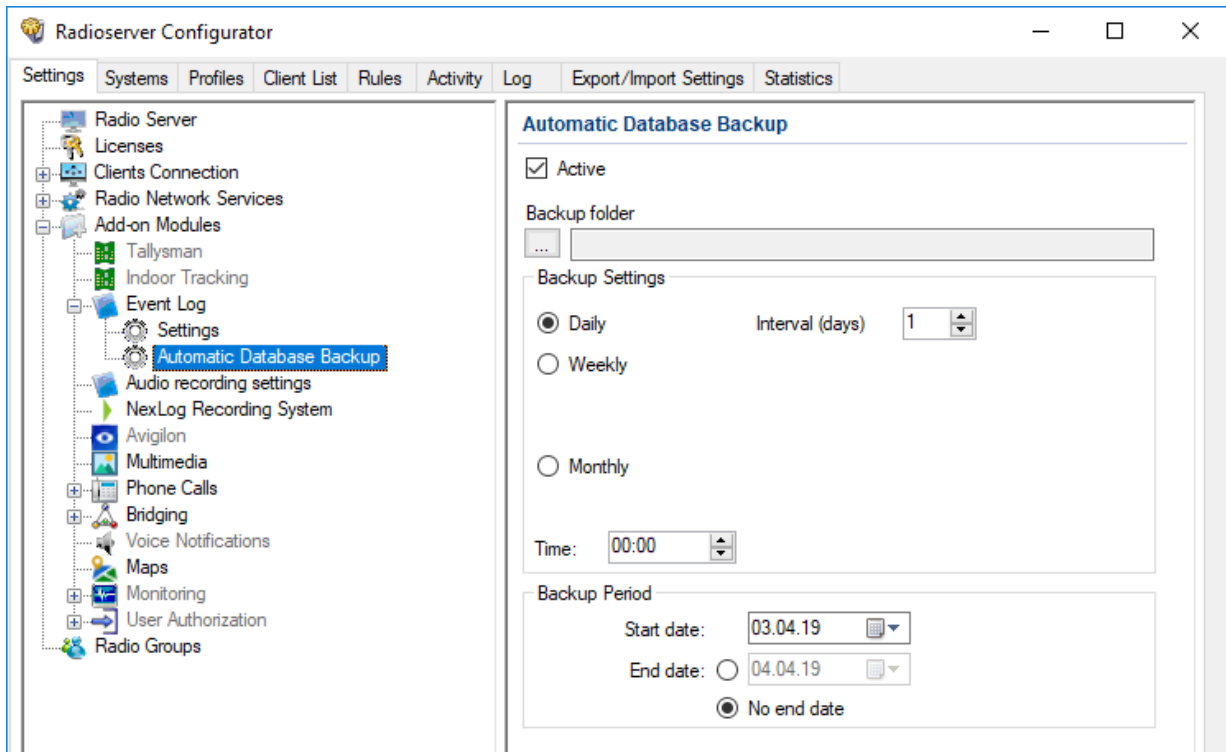 Radioserver Configurator
Settings Systems Profiles Client List Rules Activity Log Export/Import Settings Statistics
Radio Server
Licenses
Clients Connection
Radio Network Services
Add-on Modules
Tallysman
Indoor Tracking
Event Log
Settings
Automatic Database Backup
Audio recording settings
NexLog Recording System
Avigilon
Multimedia
Phone Calls
Bridging
Voice Notifications
Maps
Monitoring
User Authorization
Radio Groups
Automatic Database Backup
Active
Backup folder
...
Backup Settings
Daily Interval (days) 1
Weekly
Monthly
Time: 00:00
Backup Period
Start date: 03.04.19
End date: 04.04.19
No end date